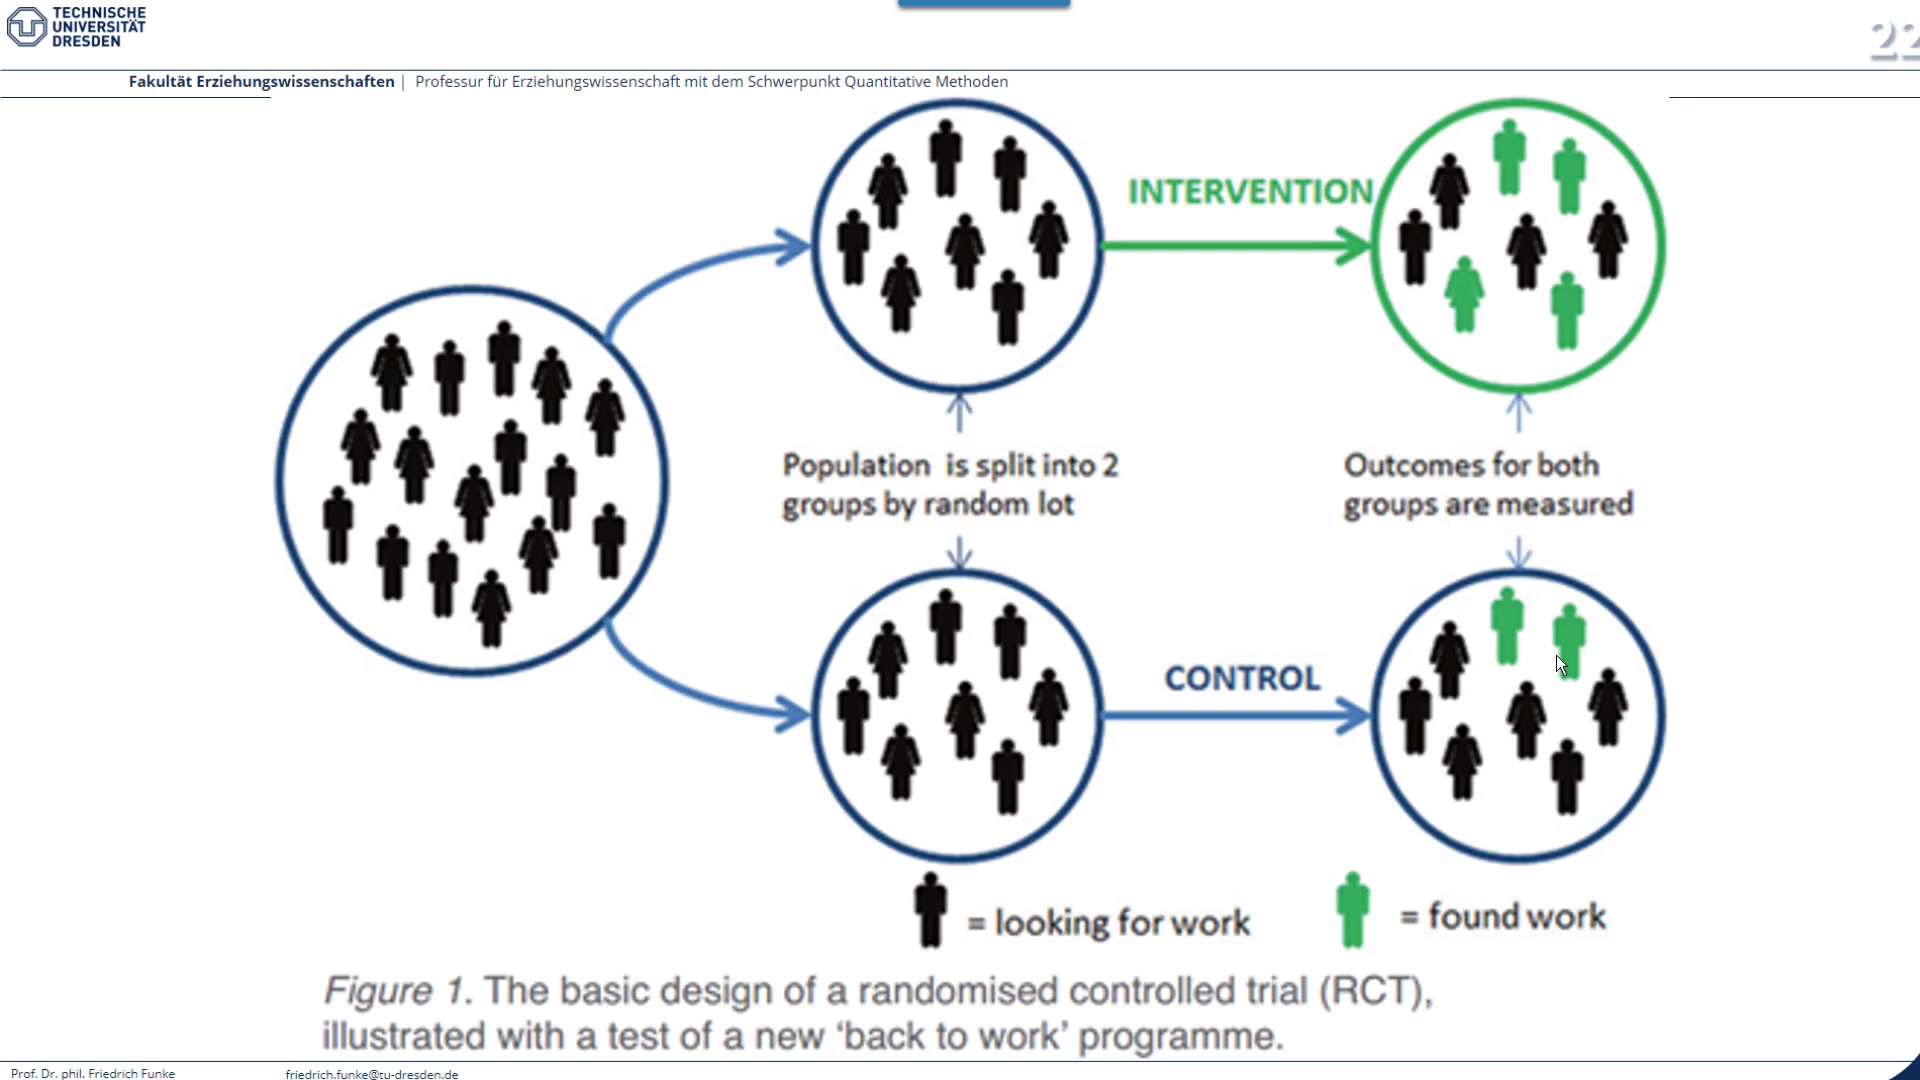 TECHNISCHE
UNIVERSITÄT
DRESDEN
22
Fakultät Erziehungswissenschaften | Professur für Erziehungswissenschaft mit dem Schwerpunkt Quantitative Methoden
INTERVENTION
Population is split into 2
groups by random lot
Outcomes for both
groups are measured
CONTROL
= looking for work
= found work
Figure 1. The basic design of a randomised controlled trial (RCT),
illustrated with a test of a new ‘back to work’ programme.
Prof. Dr. phil. Friedrich Funke
friedrich.funke@tu-dresden.de